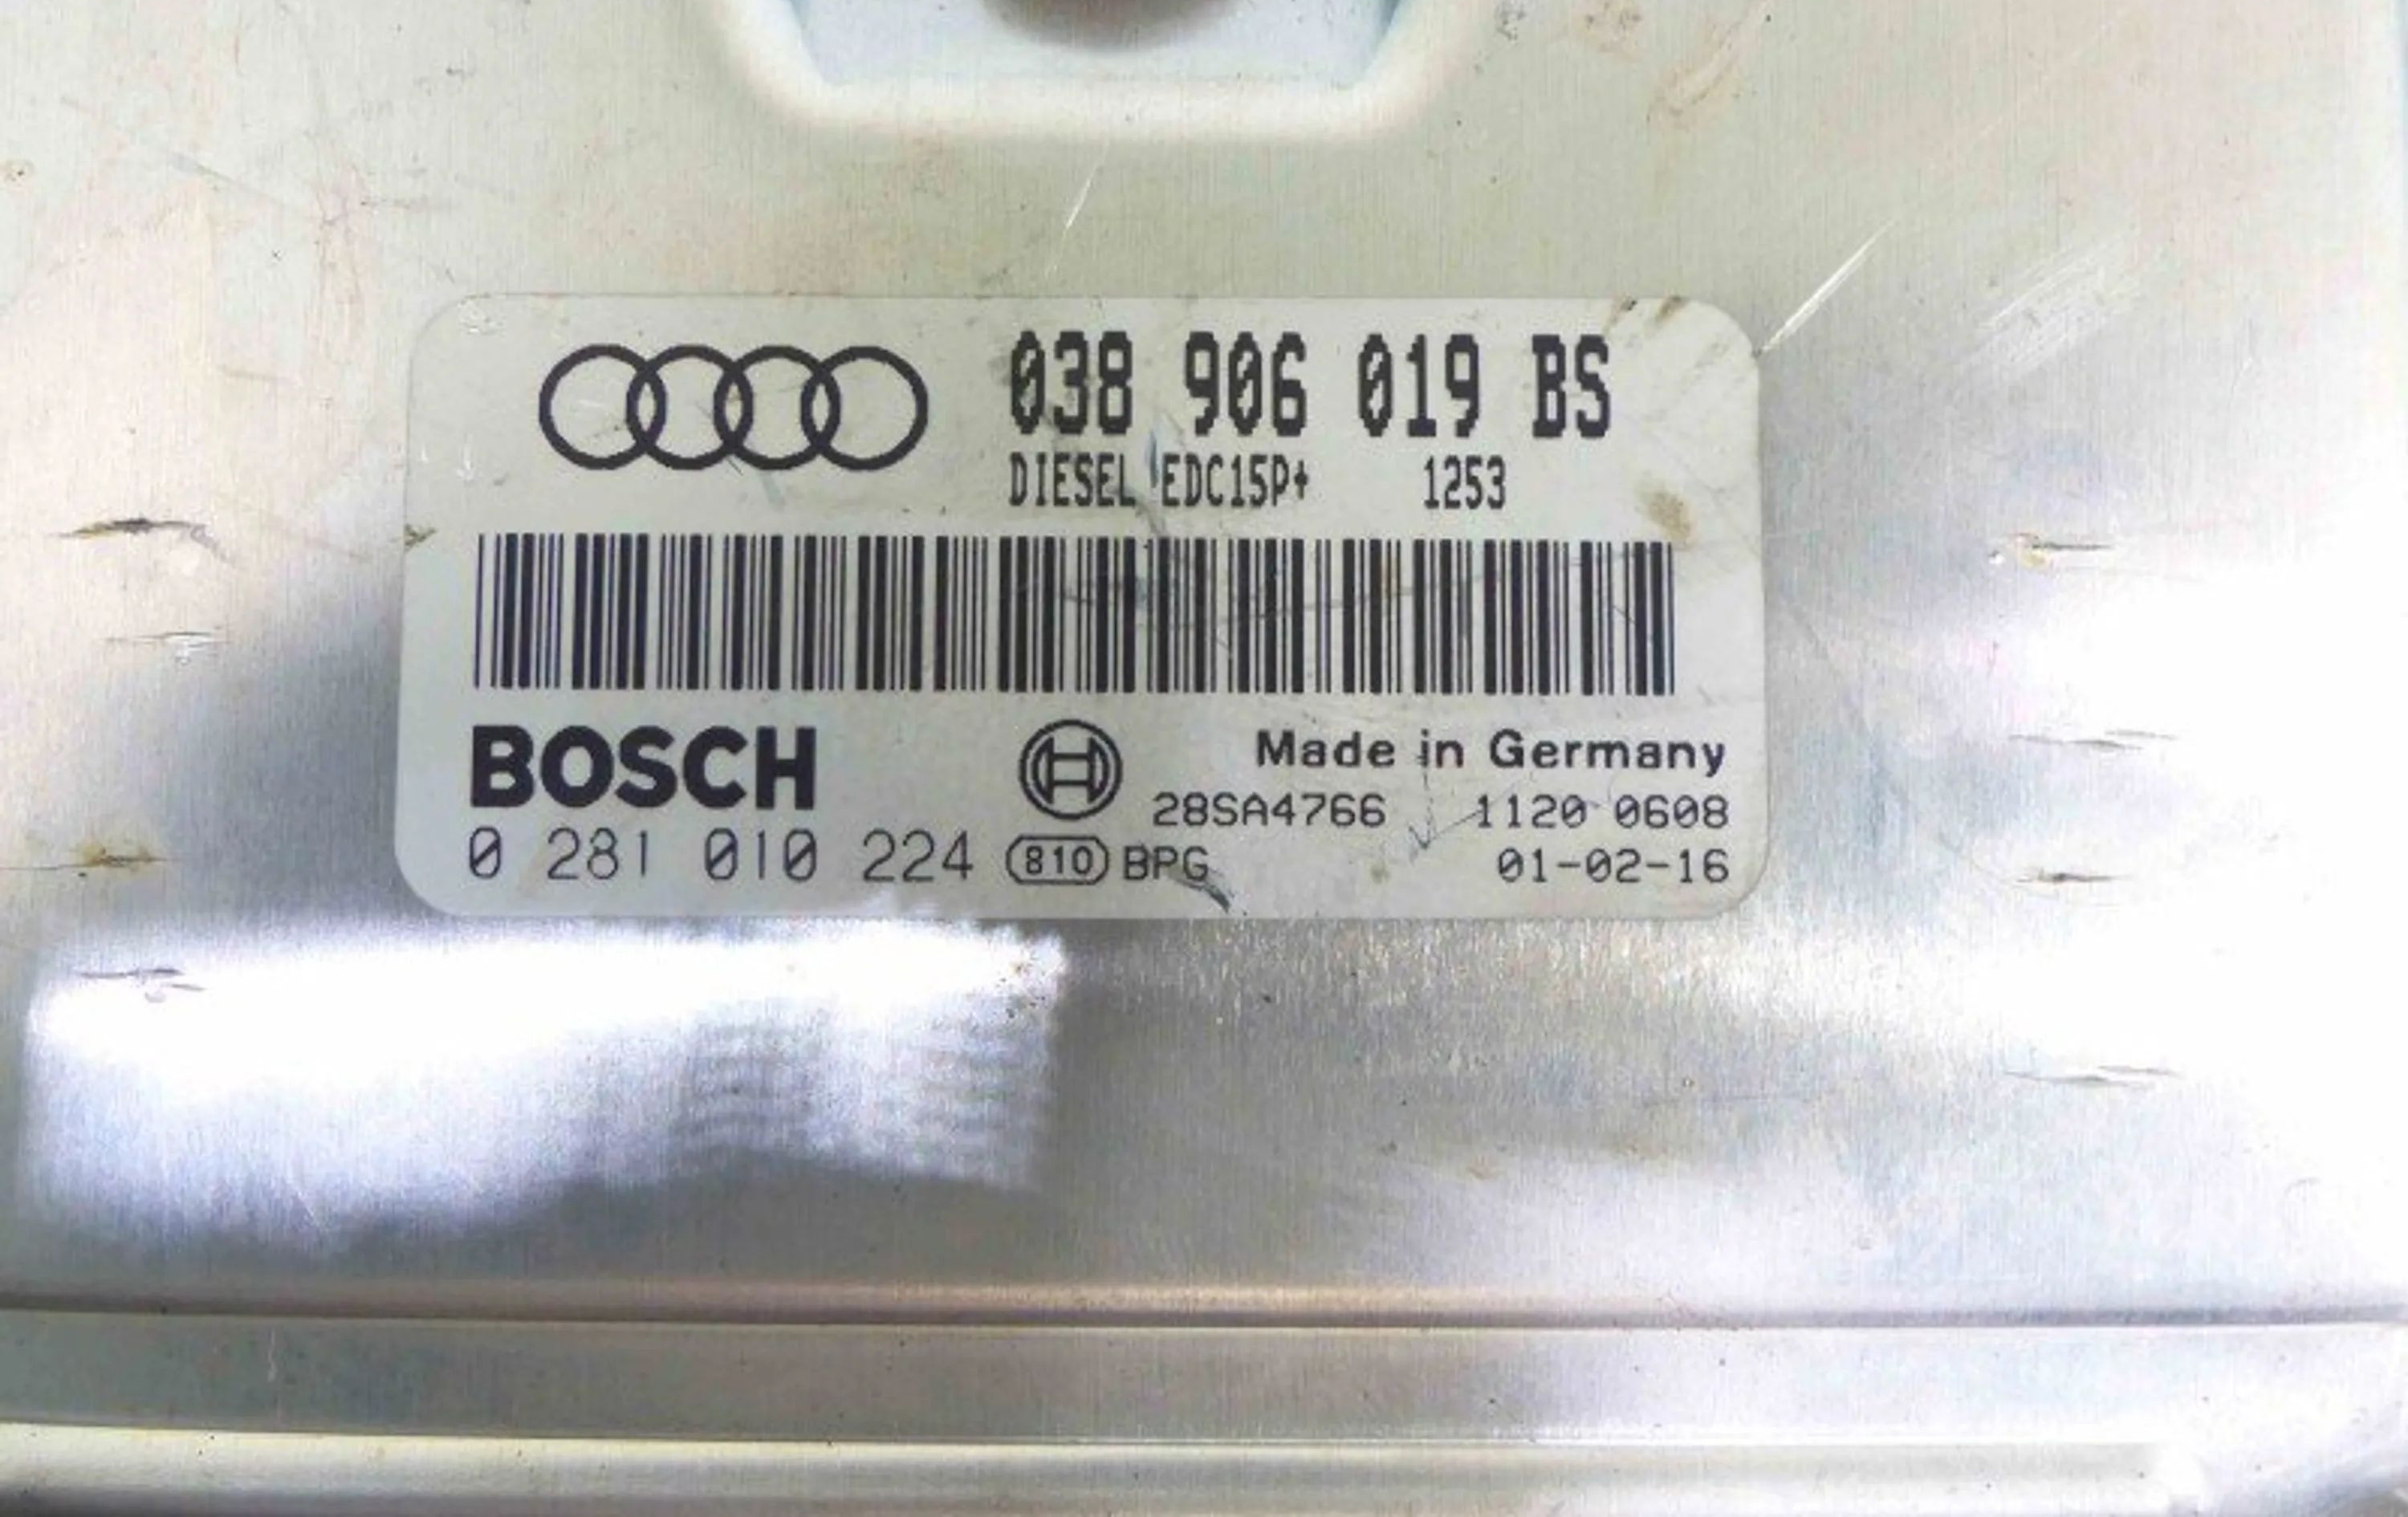 038 906 019 BS
DIESEL EDC15P+ 1253
BOSCH
Made in Germany
28SA4766 1120 0608
0 281 010 224 810 BPG 01-02-16